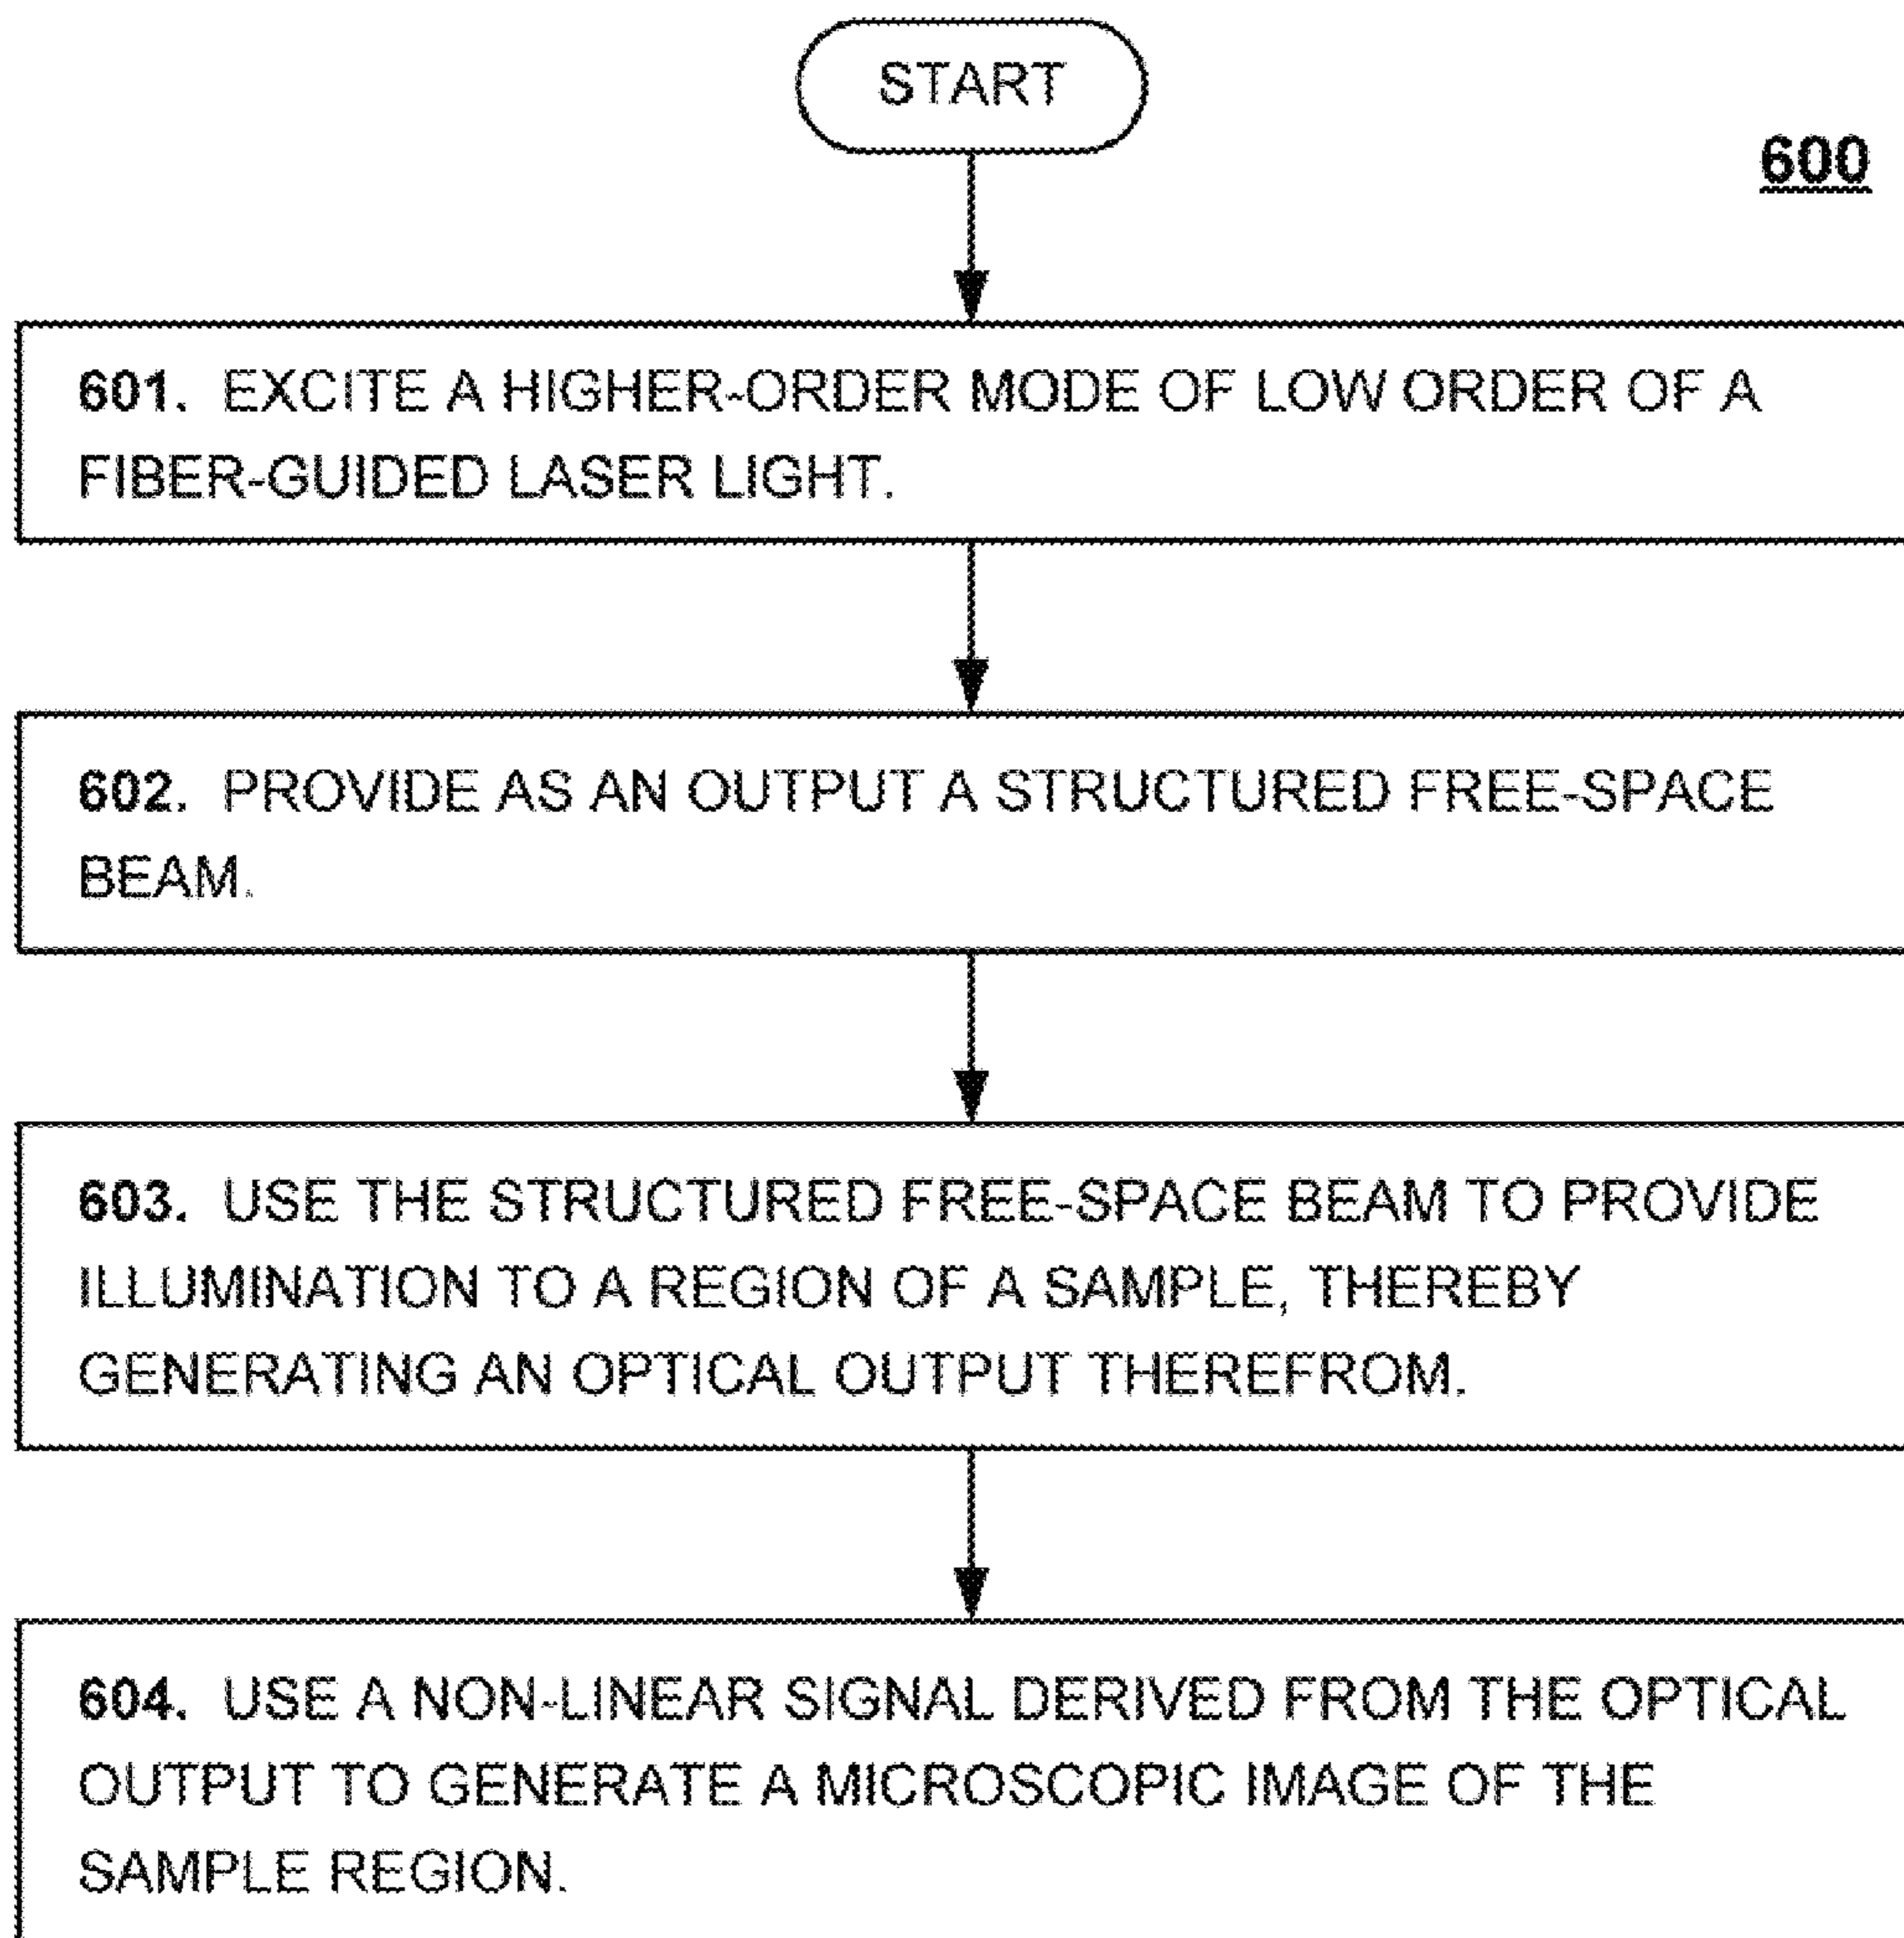 START
600
601. EXCITE A HIGHER-ORDER MODE OF LOW ORDER OF A
FIBER-GUIDED LASER LIGHT.
602. PROVIDE AS AN OUTPUT A STRUCTURED FREE-SPACE
BEAM.
603. USE THE STRUCTURED FREE-SPACE BEAM TO PROVIDE
ILLUMINATION TO A REGION OF A SAMPLE, THEREBY
GENERATING AN OPTICAL OUTPUT THEREFROM.
604. USE A NON-LINEAR SIGNAL DERIVED FROM THE OPTICAL
OUTPUT TO GENERATE A MICROSCOPIC IMAGE OF THE
SAMPLE REGION.